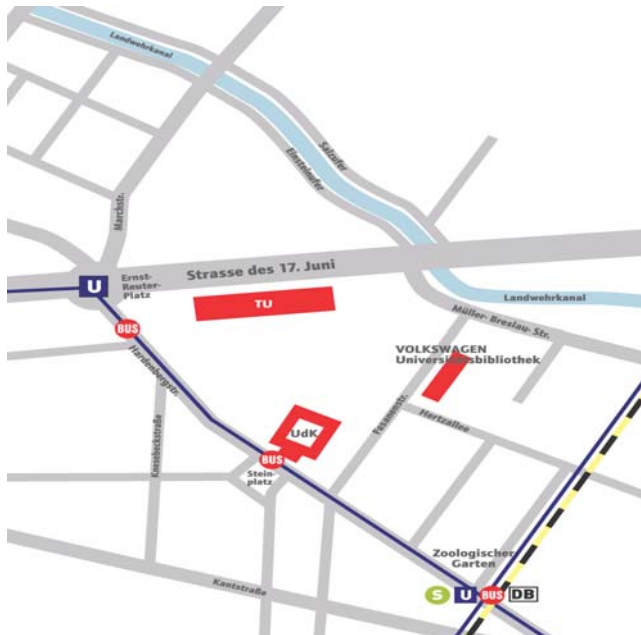 Landwehrkanal
Salzufer
Einsteinufer
Marchstr.
Strasse des 17. Juni
Ernst-
Reuter-
Platz
U
TU
BUS
Landwehrkanal
Müller- Breslau- Str.
VOLKSWAGEN
Universitätsbibliothek
Hardenbergstr.
Fasanenstr.
Hertzallee
UdK
Knesebeckstraße
BUS
Stein-
platz
Zoologischer
Garten
Kantstraße
S
U
BUS
DB